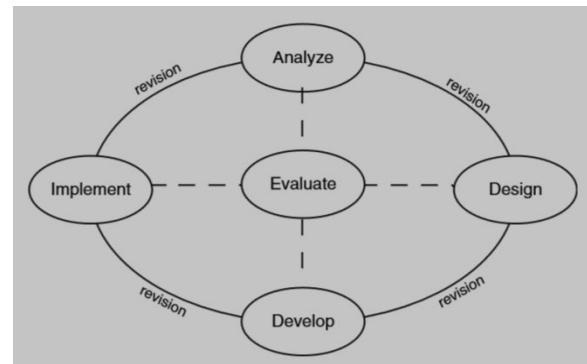 Analyze
revision
revision
Implement
Evaluate
Design
revision
revision
Develop